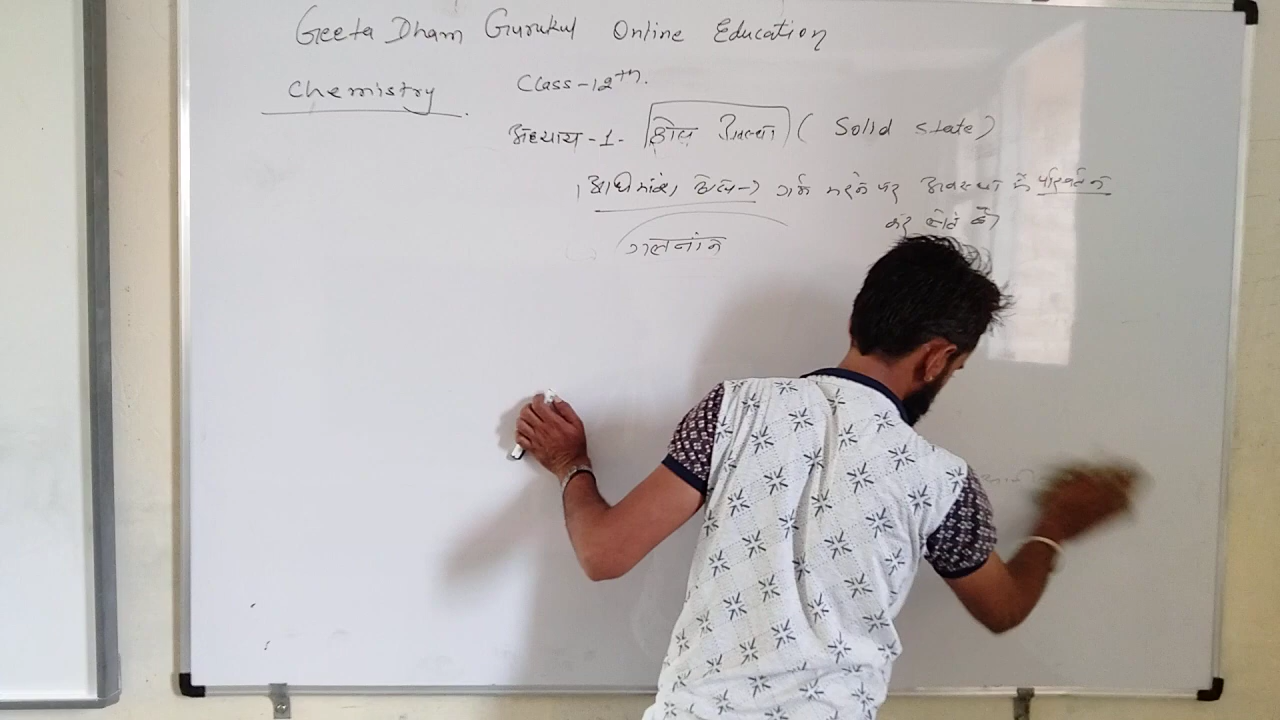 Geeta Dham Gurukul Online Education
Chemistry
Class-12th.
अध्याय-1. ठोस अवस्था ( Solid state )
गर्म करने पर अवस्था में परिवर्तन
कर लेते है
गलनांक